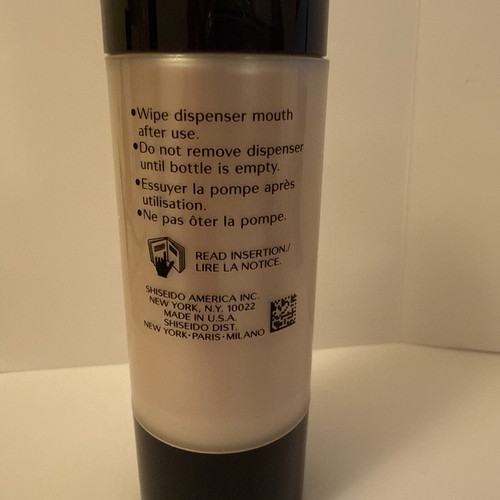 •Wipe dispenser mouth
after use.
•Do not remove dispenser
until bottle is empty.
•Essuyer la pompe après
utilisation.
•Ne pas ôter la pompe.
READ INSERTION./
LIRE LA NOTICE.
SHISEIDO AMERICA INC.
NEW YORK, N.Y. 10022
MADE IN U.S.A.
SHISEIDO DIST.
NEW YORK·PARIS·MILANO